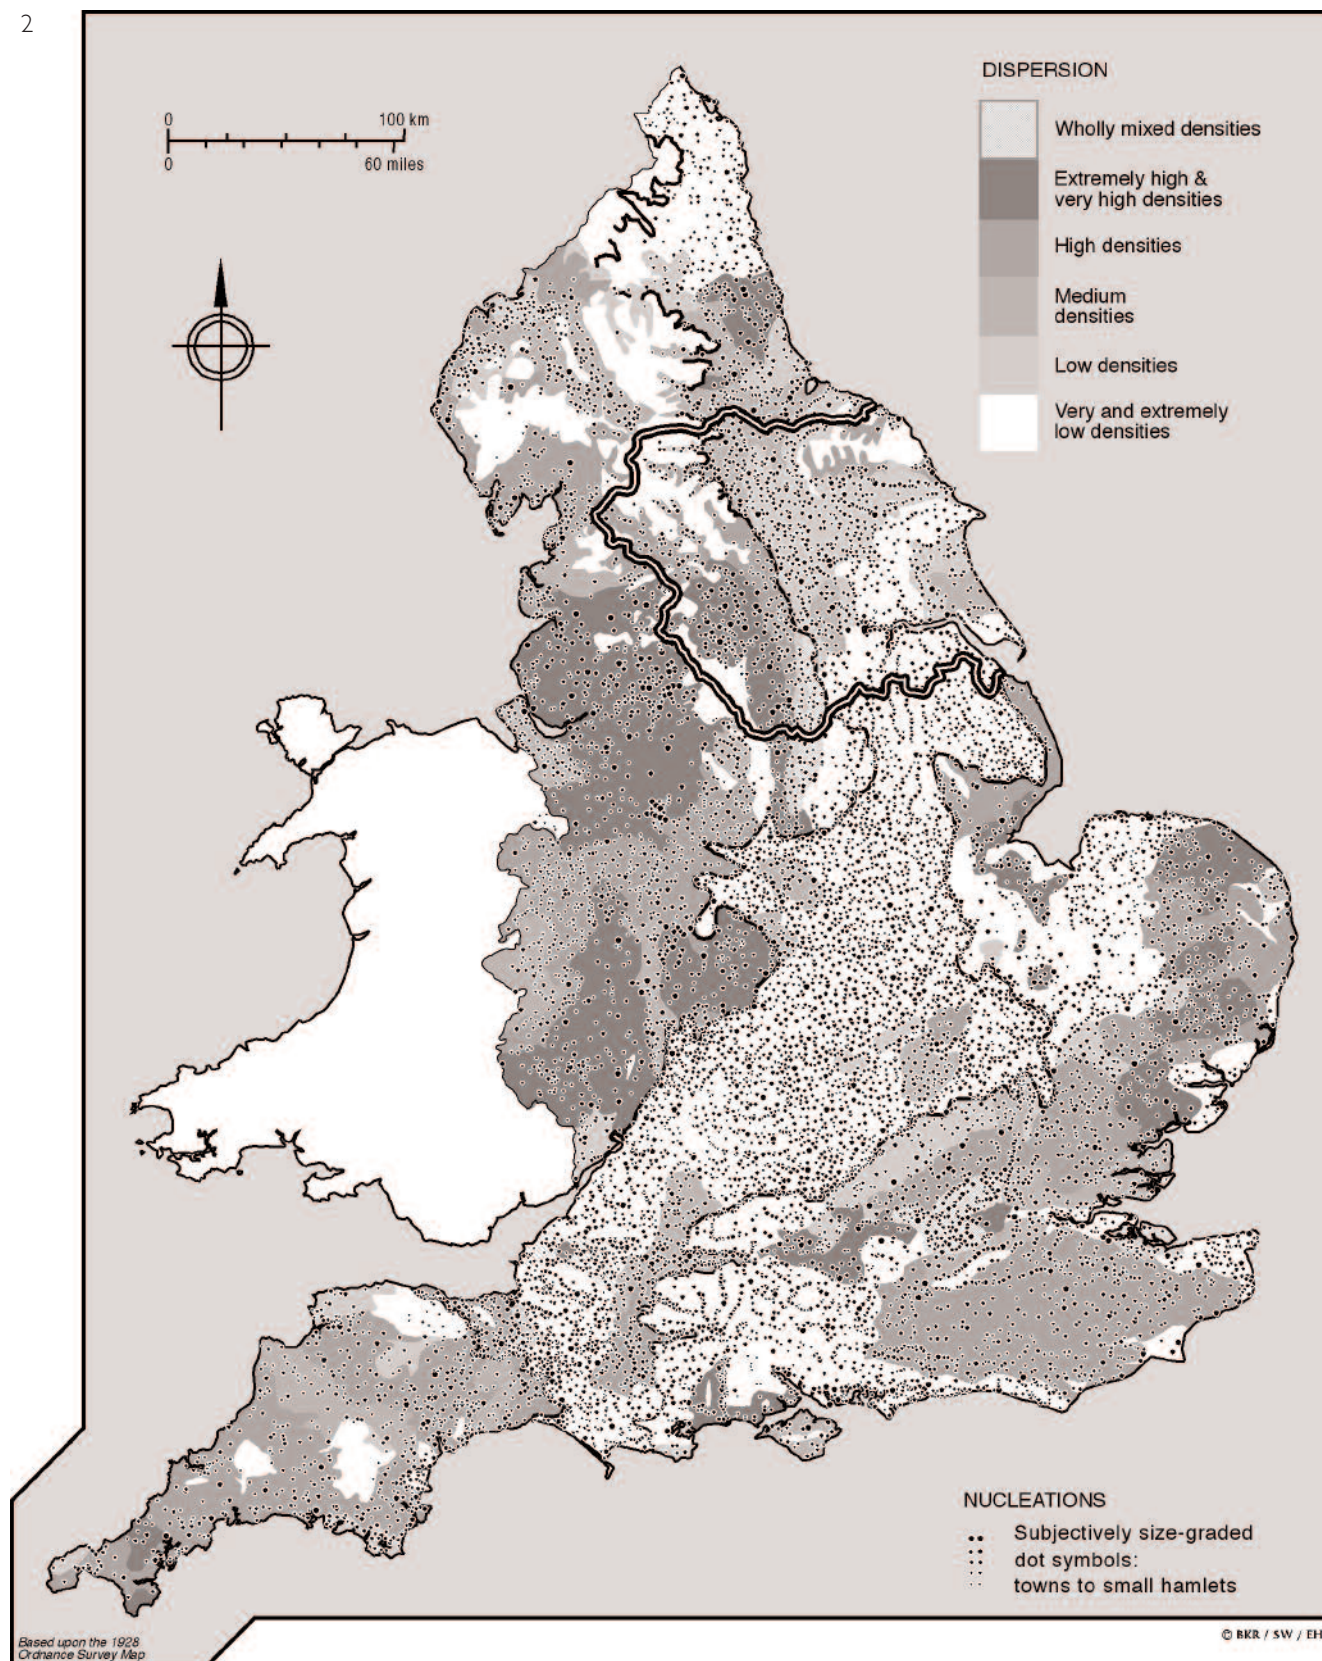 2
0 100 km
0 60 miles
DISPERSION
Wholly mixed densities
Extremely high &
very high densities
High densities
Medium
densities
Low densities
Very and extremely
low densities
NUCLEATIONS
Subjectively size-graded
dot symbols:
towns to small hamlets
Based upon the 1928
Ordnance Survey Map
© BKR / SW / EH